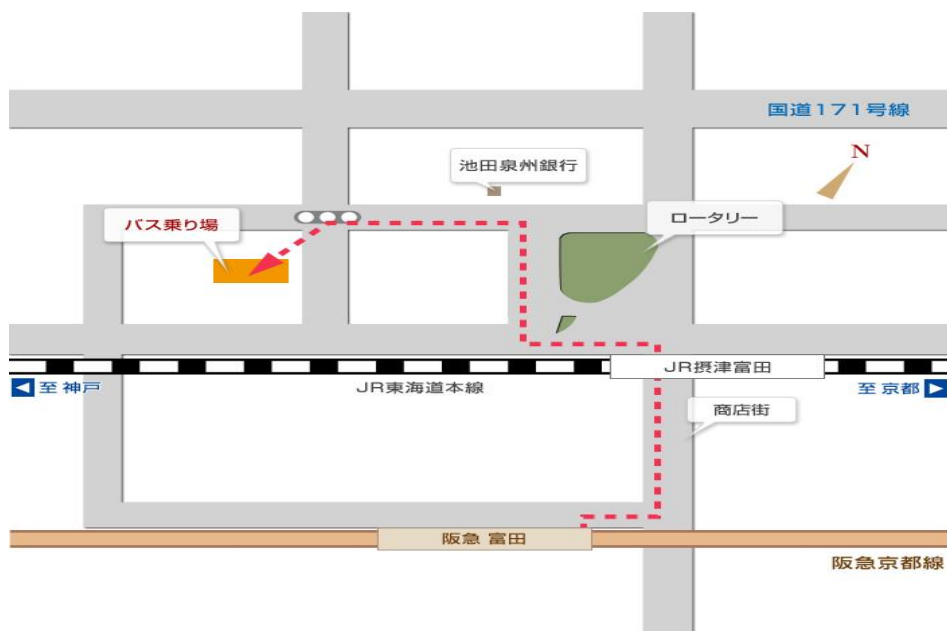 国道171号線
N
池田泉州銀行
バス乗り場
ロータリー
JR摂津富田
至 神戸
JR東海道本線
至 京都
商店街
阪急 富田
阪急京都線